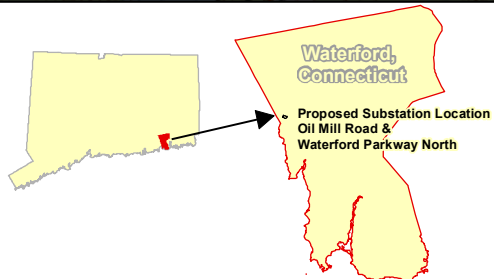 Waterford,
Connecticut
Proposed Substation Location
Oil Mill Road &
Waterford Parkway North